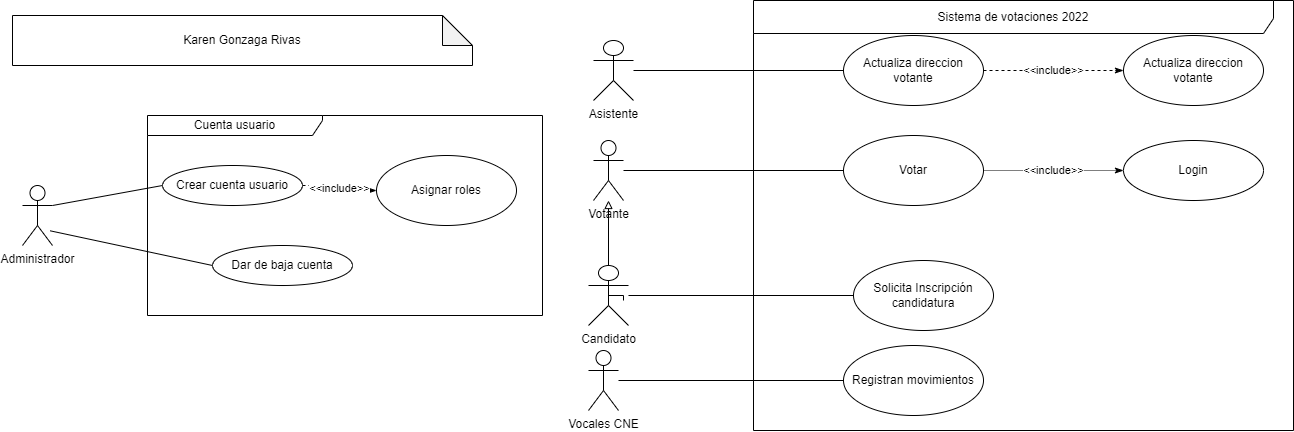 Karen Gonzaga Rivas
Cuenta usuario
Crear cuenta usuario
<<include>>
Asignar roles
Administrador
Dar de baja cuenta
Sistema de votaciones 2022
Asistente
Actualiza direccion
votante
<<include>>
Actualiza direccion
votante
Votante
Votar
<<include>>
Login
Candidato
Solicita Inscripción
candidatura
Vocales CNE
Registran movimientos